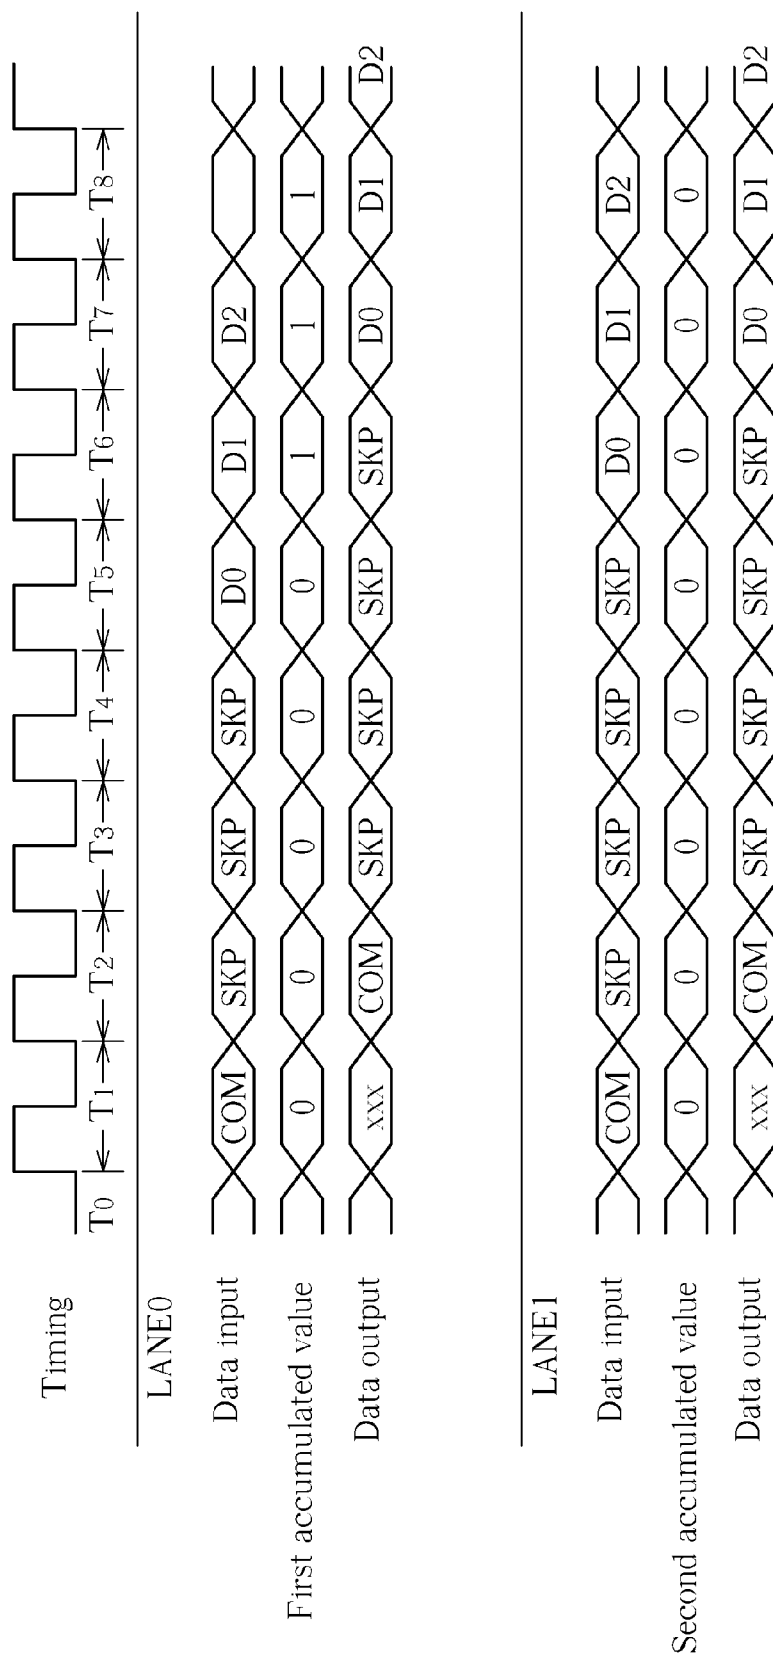 Timing
T0 T1 T2 T3 T4 T5 T6 T7 T8
LANE0
Data input COM SKP SKP SKP D0 D1 D2
First accumulated value 0 0 0 0 0 1 1 1
Data output xxx COM SKP SKP SKP SKP D0 D1 D2
LANE1
Data input COM SKP SKP SKP SKP D0 D1 D2
Second accumulated value 0 0 0 0 0 0 0 0
Data output xxx COM SKP SKP SKP SKP D0 D1 D2